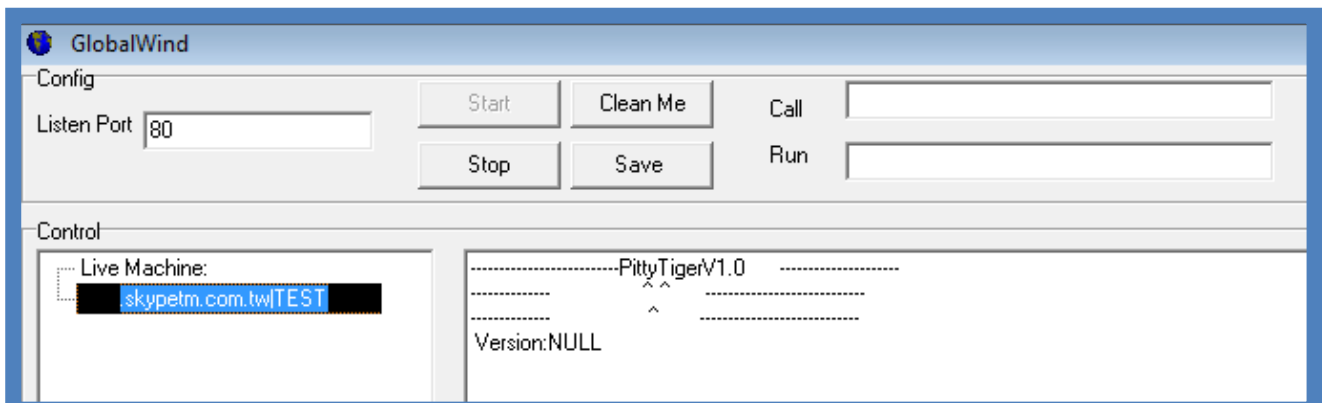 GlobalWind
Config
Listen Port 80
Start Clean Me Call
Stop Save Run
Control
Live Machine:
.skypetm.com.tw|TEST
-------------------------PittyTigerV1.0 --------------------
------------- ^ ^ ---------------------------
------------- ^ ---------------------------
Version:NULL